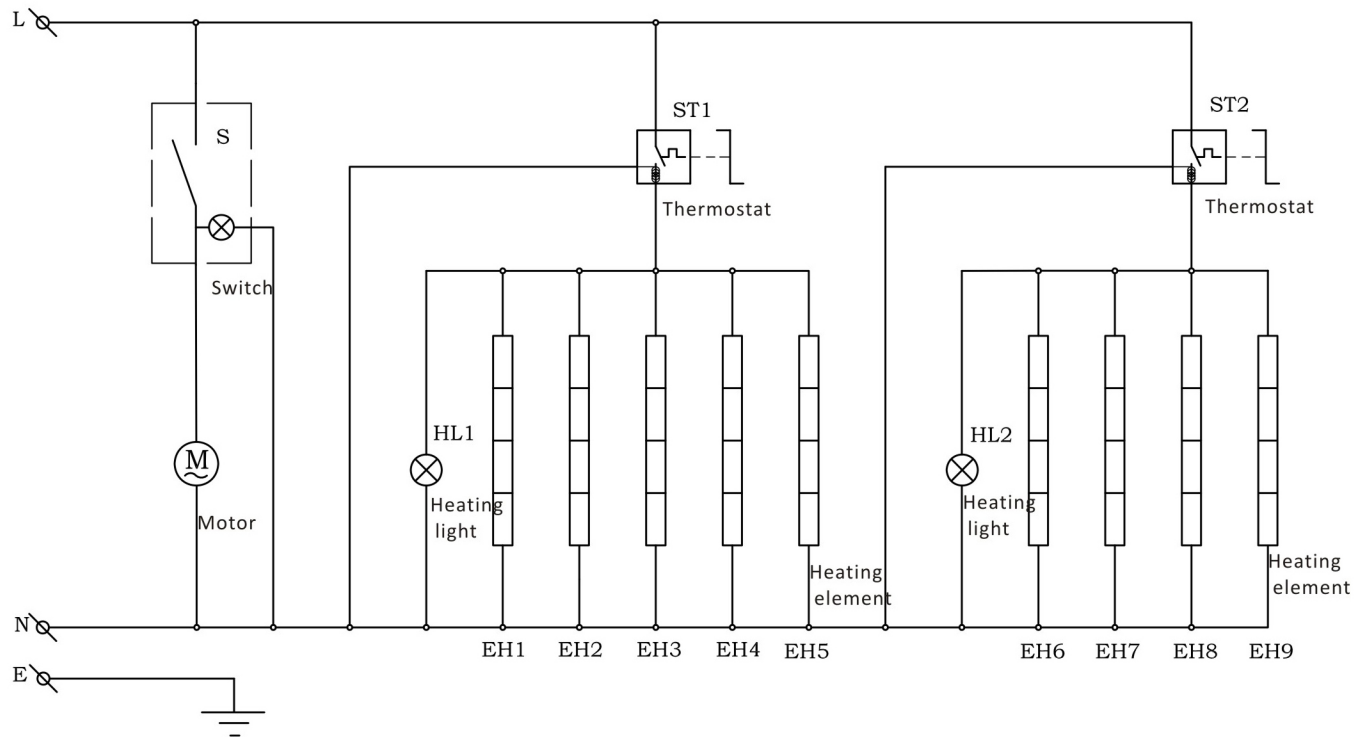 L
S
ST1
ST2
Thermostat
Thermostat
Switch
HL1
HL2
M
Heating
light
Heating
light
Motor
Heating
element
Heating
element
N
EH1
EH2
EH3
EH4
EH5
EH6
EH7
EH8
EH9
E